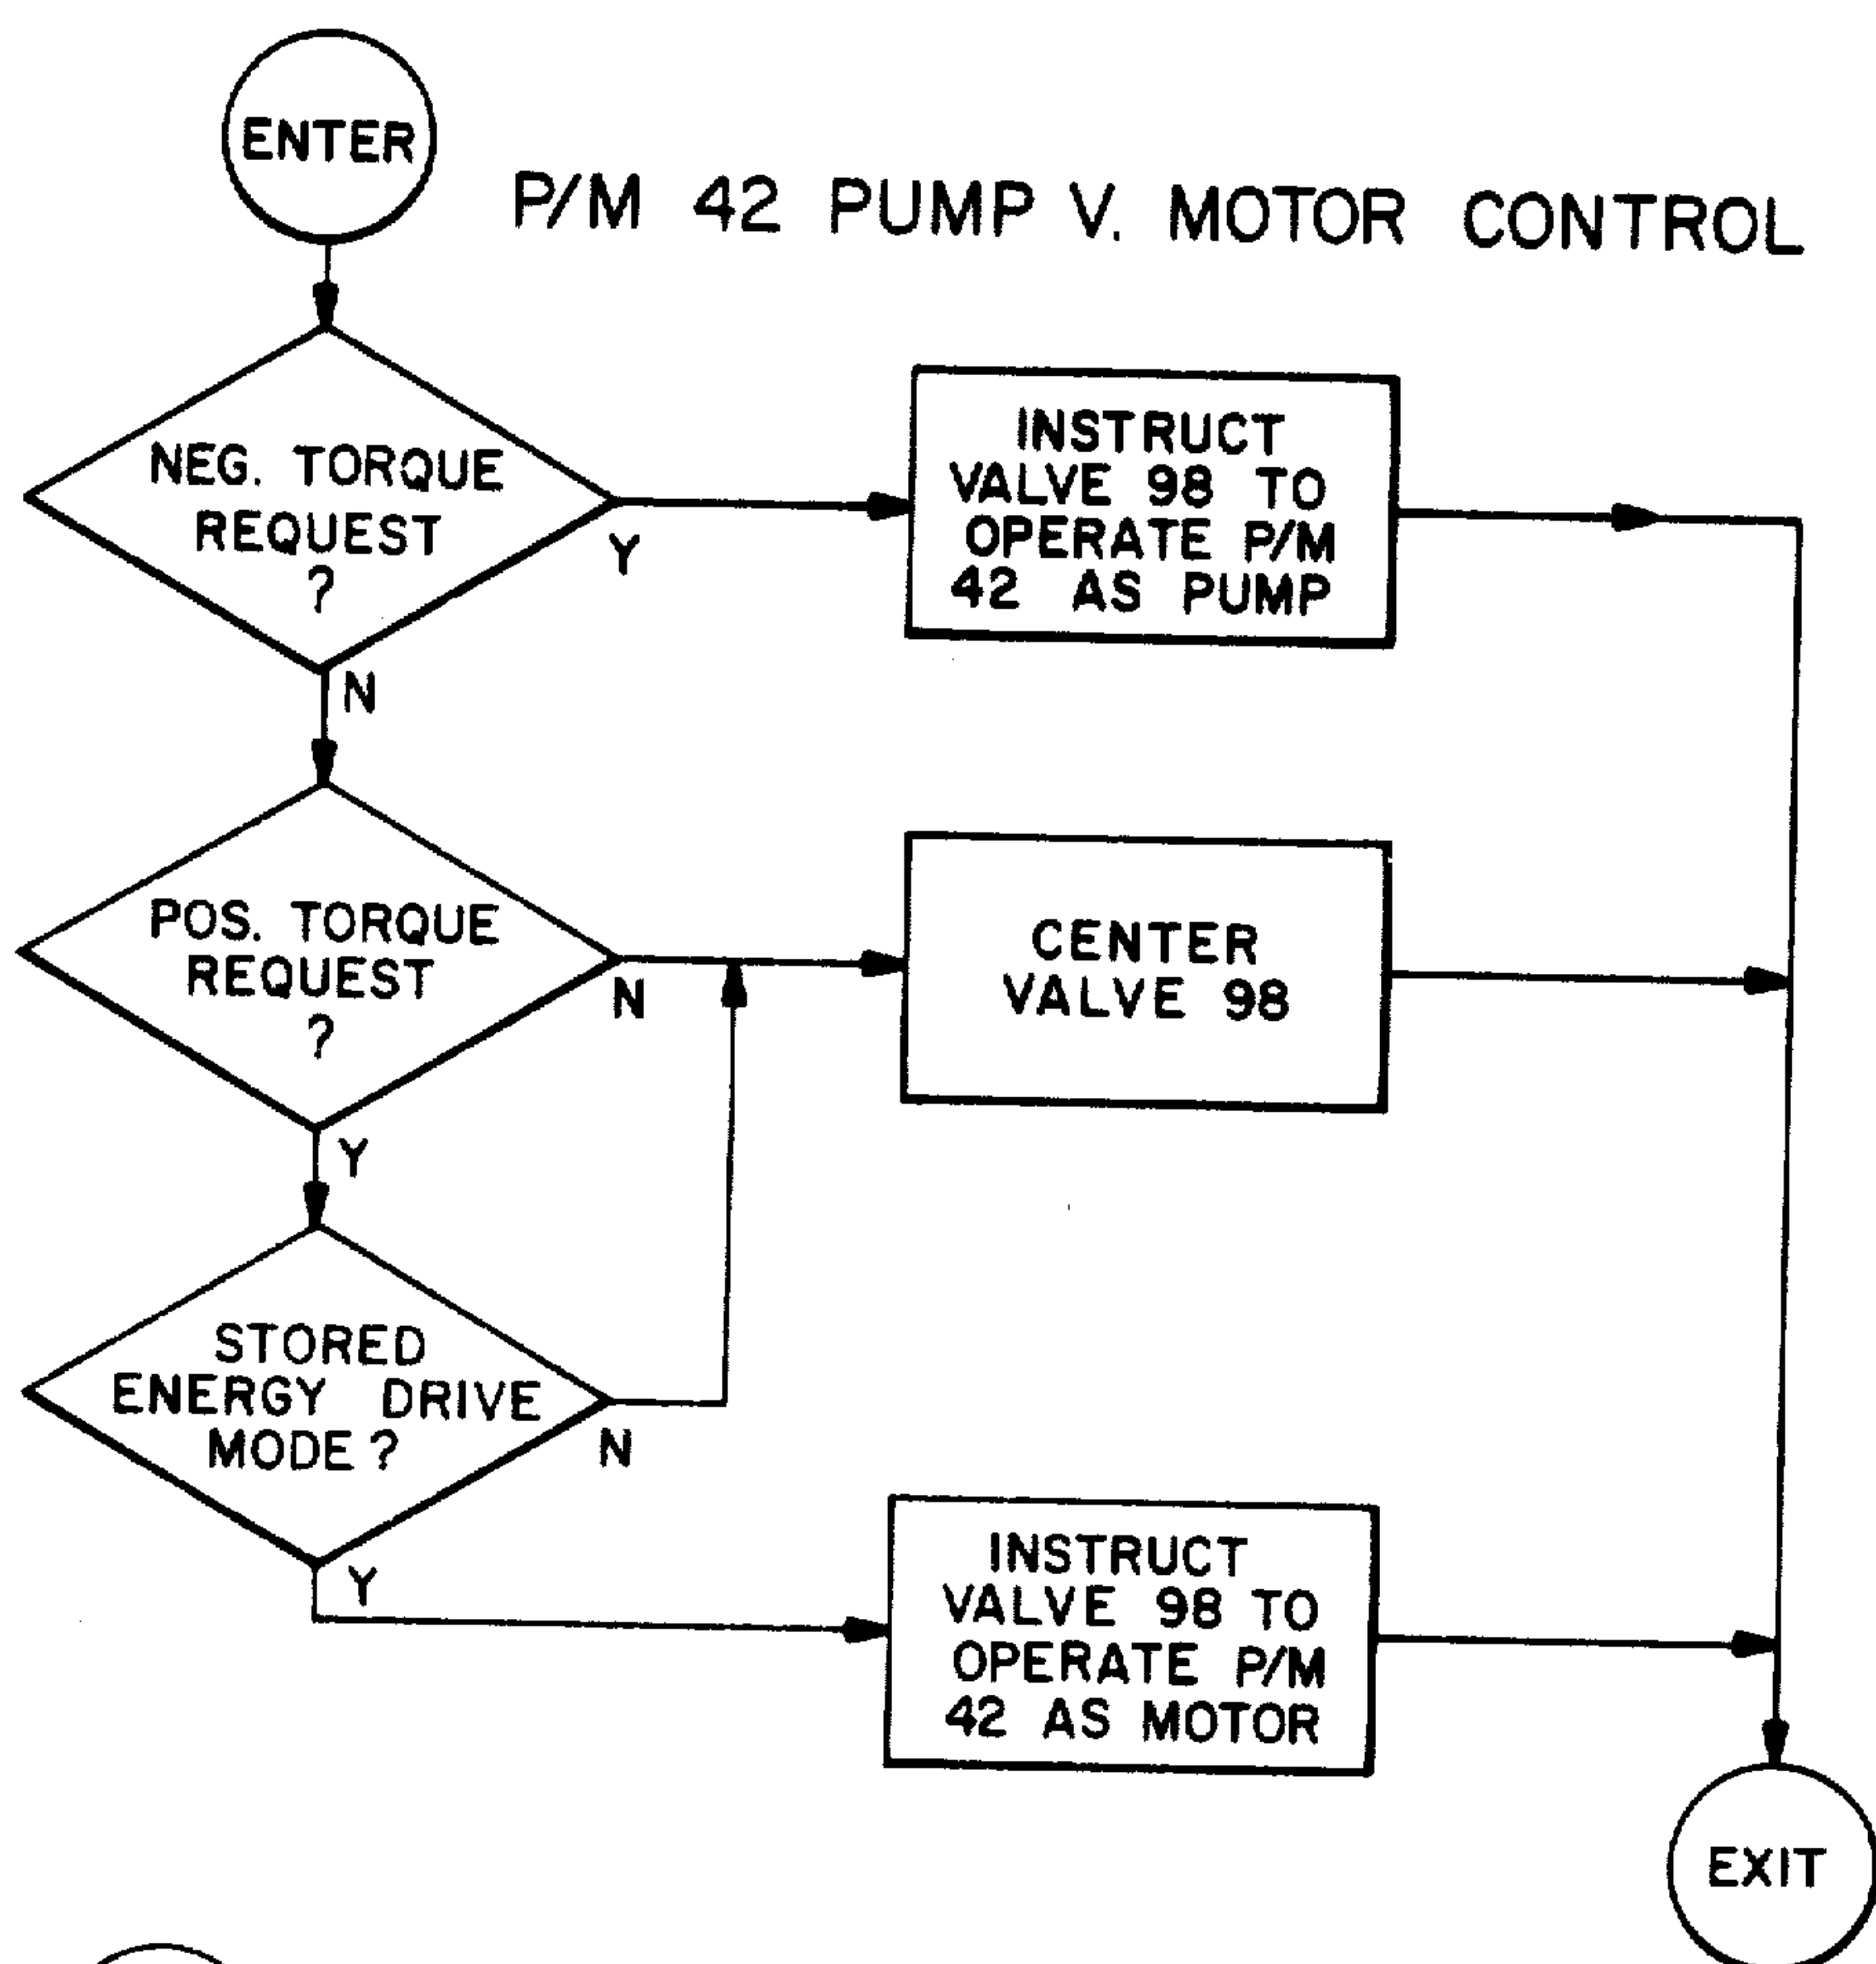 ENTER
P/M 42 PUMP V. MOTOR CONTROL
NEG. TORQUE
REQUEST
?
Y
N
INSTRUCT
VALVE 98 TO
OPERATE P/M
42 AS PUMP
POS. TORQUE
REQUEST
?
N
Y
CENTER
VALVE 98
STORED
ENERGY DRIVE
MODE?
N
Y
INSTRUCT
VALVE 98 TO
OPERATE P/M
42 AS MOTOR
EXIT